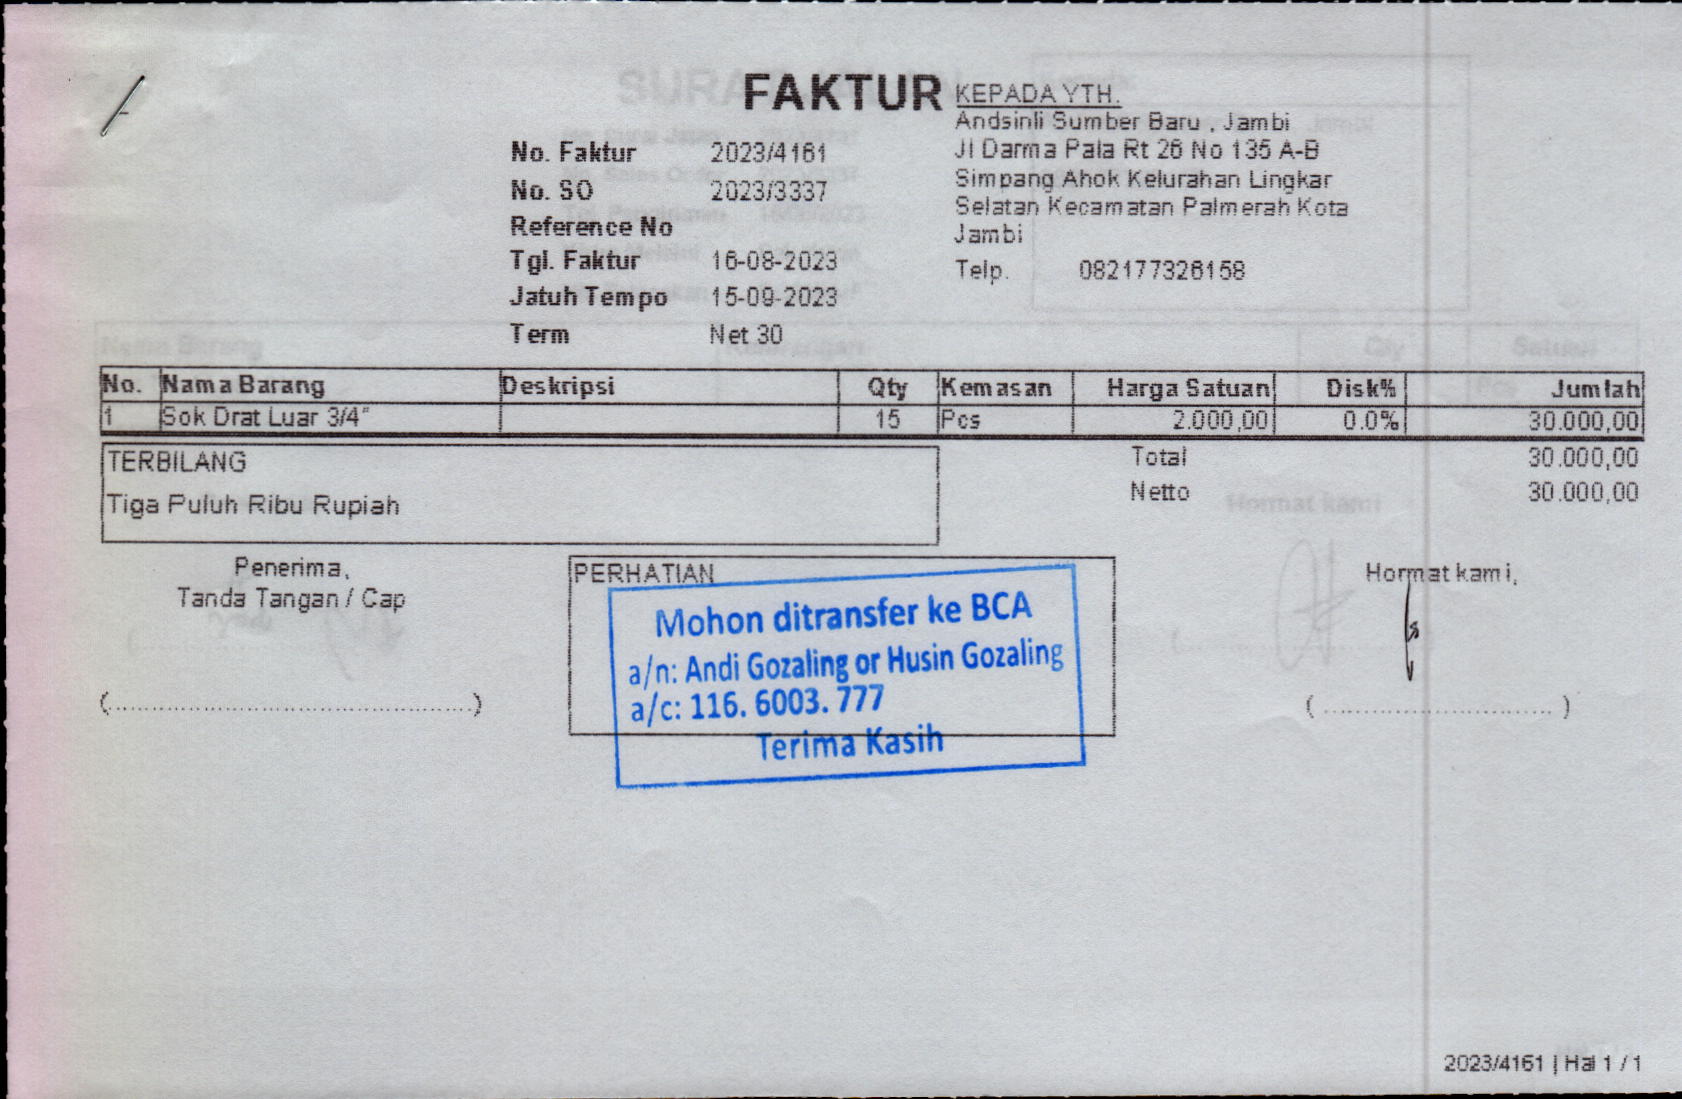 FAKTUR
No. Faktur 2023/4161
No. SO 2023/3337
Reference No
Tgl. Faktur 16-08-2023
Jatuh Tempo 15-09-2023
Term Net 30
KEPADA YTH.
Andsinli Sumber Baru , Jambi
Jl Darma Pala Rt 26 No 135 A-B
Simpang Ahok Kelurahan Lingkar
Selatan Kecamatan Palmerah Kota
Jambi
Telp. 082177326158
No. Nama Barang Deskripsi Qty Kemasan Harga Satuan Disk% Jumlah
1 Sok Drat Luar 3/4" 15 Pcs 2.000,00 0.0% 30.000,00
TERBILANG
Tiga Puluh Ribu Rupiah
Total 30.000,00
Netto 30.000,00
Penerima,
Tanda Tangan / Cap
(..................................................)
PERHATIAN
Mohon ditransfer ke BCA
a/n: Andi Gozaling or Husin Gozaling
a/c: 116. 6003. 777
Terima Kasih
Hormat kami,
( ............................... )
2023/4161 | Hal 1 / 1